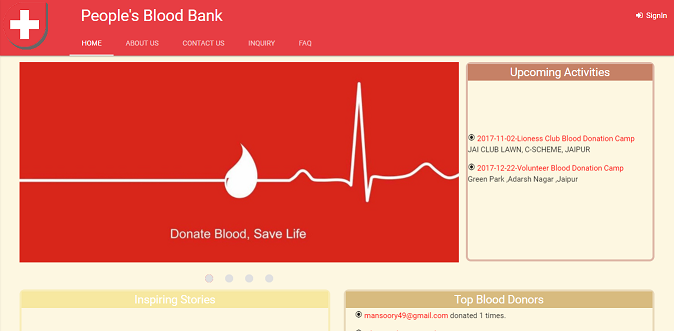 People's Blood Bank
SignIn
HOME ABOUT US CONTACT US INQUIRY FAQ
Donate Blood, Save Life
Upcoming Activities
2017-11-02-Lioness Club Blood Donation Camp
JAI CLUB LAWN, C-SCHEME, JAIPUR
2017-12-22-Volunteer Blood Donation Camp
Green Park ,Adarsh Nagar ,Jaipur
Inspiring Stories
Top Blood Donors
mansoory49@gmail.com donated 1 times.